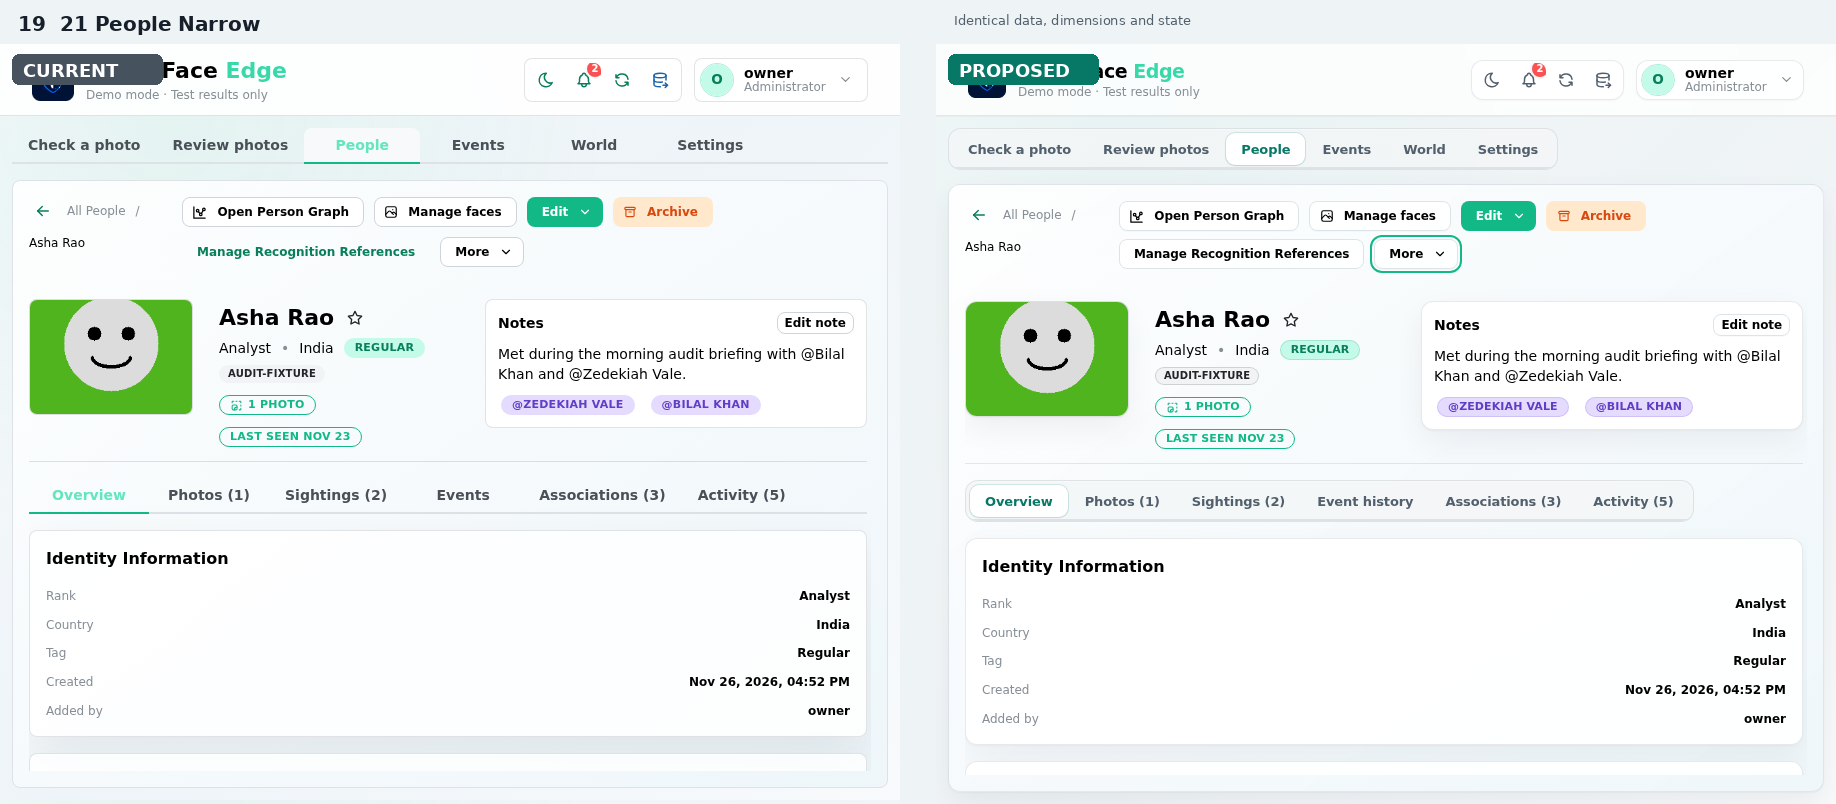 19 21 People Narrow
CURRENT
Face Edge
Demo mode · Test results only
2
O
owner
Administrator
Check a photo
Review photos
People
Events
World
Settings
All People /
Asha Rao
Open Person Graph
Manage faces
Edit
Archive
Manage Recognition References
More
Asha Rao
Analyst • India REGULAR
AUDIT-FIXTURE
1 PHOTO
LAST SEEN NOV 23
Notes
Edit note
Met during the morning audit briefing with @Bilal
Khan and @Zedekiah Vale.
@ZEDEKIAH VALE
@BILAL KHAN
Overview
Photos (1)
Sightings (2)
Events
Associations (3)
Activity (5)
Identity Information
Rank Analyst
Country India
Tag Regular
Created Nov 26, 2026, 04:52 PM
Added by owner
Identical data, dimensions and state
PROPOSED
ace Edge
Demo mode · Test results only
2
O
owner
Administrator
Check a photo
Review photos
People
Events
World
Settings
All People /
Asha Rao
Open Person Graph
Manage faces
Edit
Archive
Manage Recognition References
More
Asha Rao
Analyst • India REGULAR
AUDIT-FIXTURE
1 PHOTO
LAST SEEN NOV 23
Notes
Edit note
Met during the morning audit briefing with @Bilal
Khan and @Zedekiah Vale.
@ZEDEKIAH VALE
@BILAL KHAN
Overview
Photos (1)
Sightings (2)
Event history
Associations (3)
Activity (5)
Identity Information
Rank Analyst
Country India
Tag Regular
Created Nov 26, 2026, 04:52 PM
Added by owner